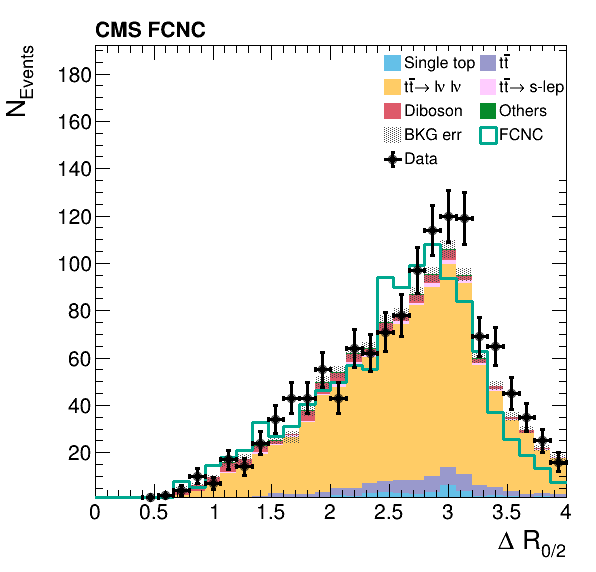 CMS FCNC
N_Events
180
160
140
120
100
80
60
40
20
Single top
tt̄
tt̄→ lν lν
tt̄→ s-lep
Diboson
Others
BKG err
FCNC
Data
0 0.5 1 1.5 2 2.5 3 3.5 4
Δ R_0/2